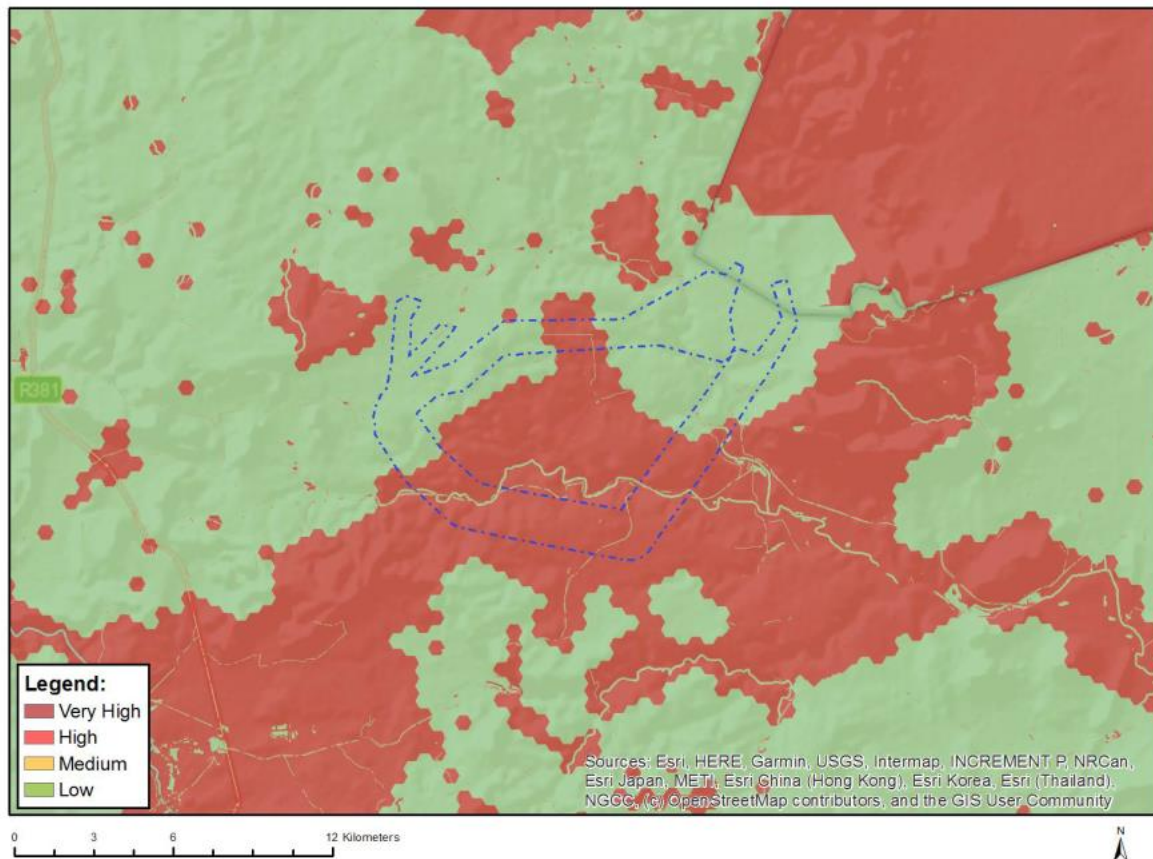 R381
Legend:
Very High
High
Medium
Low
Sources: Esri, HERE, Garmin, USGS, Intermap, INCREMENT P, NRCan,
Esri Japan, METI, Esri China (Hong Kong), Esri Korea, Esri (Thailand),
NGCC, (c) OpenStreetMap contributors, and the GIS User Community
0 3 6 12 Kilometers
N